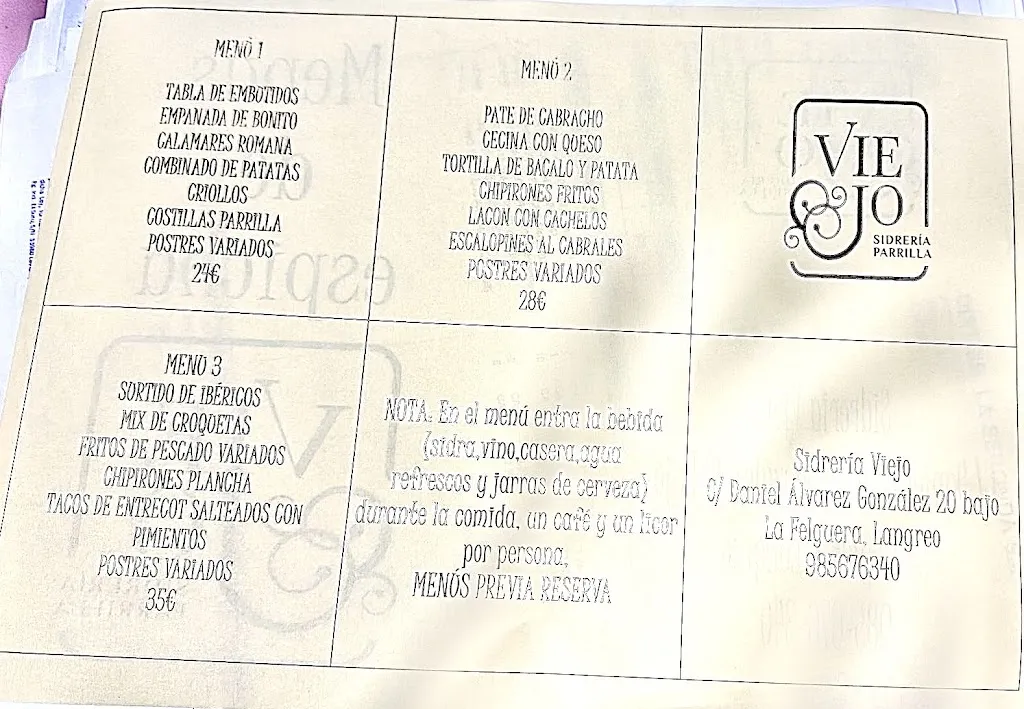 MENÚ 1
TABLA DE EMBOTIDOS
EMPANADA DE BONITO
CALAMARES ROMANA
COMBINADO DE PATATAS
CRIOLLOS
COSTILLAS PARRILLA
POSTRES VARIADOS
24€
MENÚ 2
PATE DE CABRACHO
CECINA CON QUESO
TORTILLA DE BACALO Y PATATA
CHIPIRONES FRITOS
LACON CON CACHELOS
ESCALOPINES AL CABRALES
POSTRES VARIADOS
28€
VIE
JO
SIDRERÍA
PARRILLA
MENÚ 3
SURTIDO DE IBÉRICOS
MIX DE CROQUETAS
FRITOS DE PESCADO VARIADOS
CHIPIRONES PLANCHA
TACOS DE ENTRECOT SALTEADOS CON
PIMIENTOS
POSTRES VARIADOS
35€
NOTA: En el menú entra la bebida
(sidra,vino,casera,agua
refrescos y jarras de cerveza)
durante la comida, un café y un licor
por persona,
MENÚS PREVIA RESERVA
Sidrería Viejo
C/ Daniel Álvarez González 20 bajo
La Felguera, Langreo
985676340